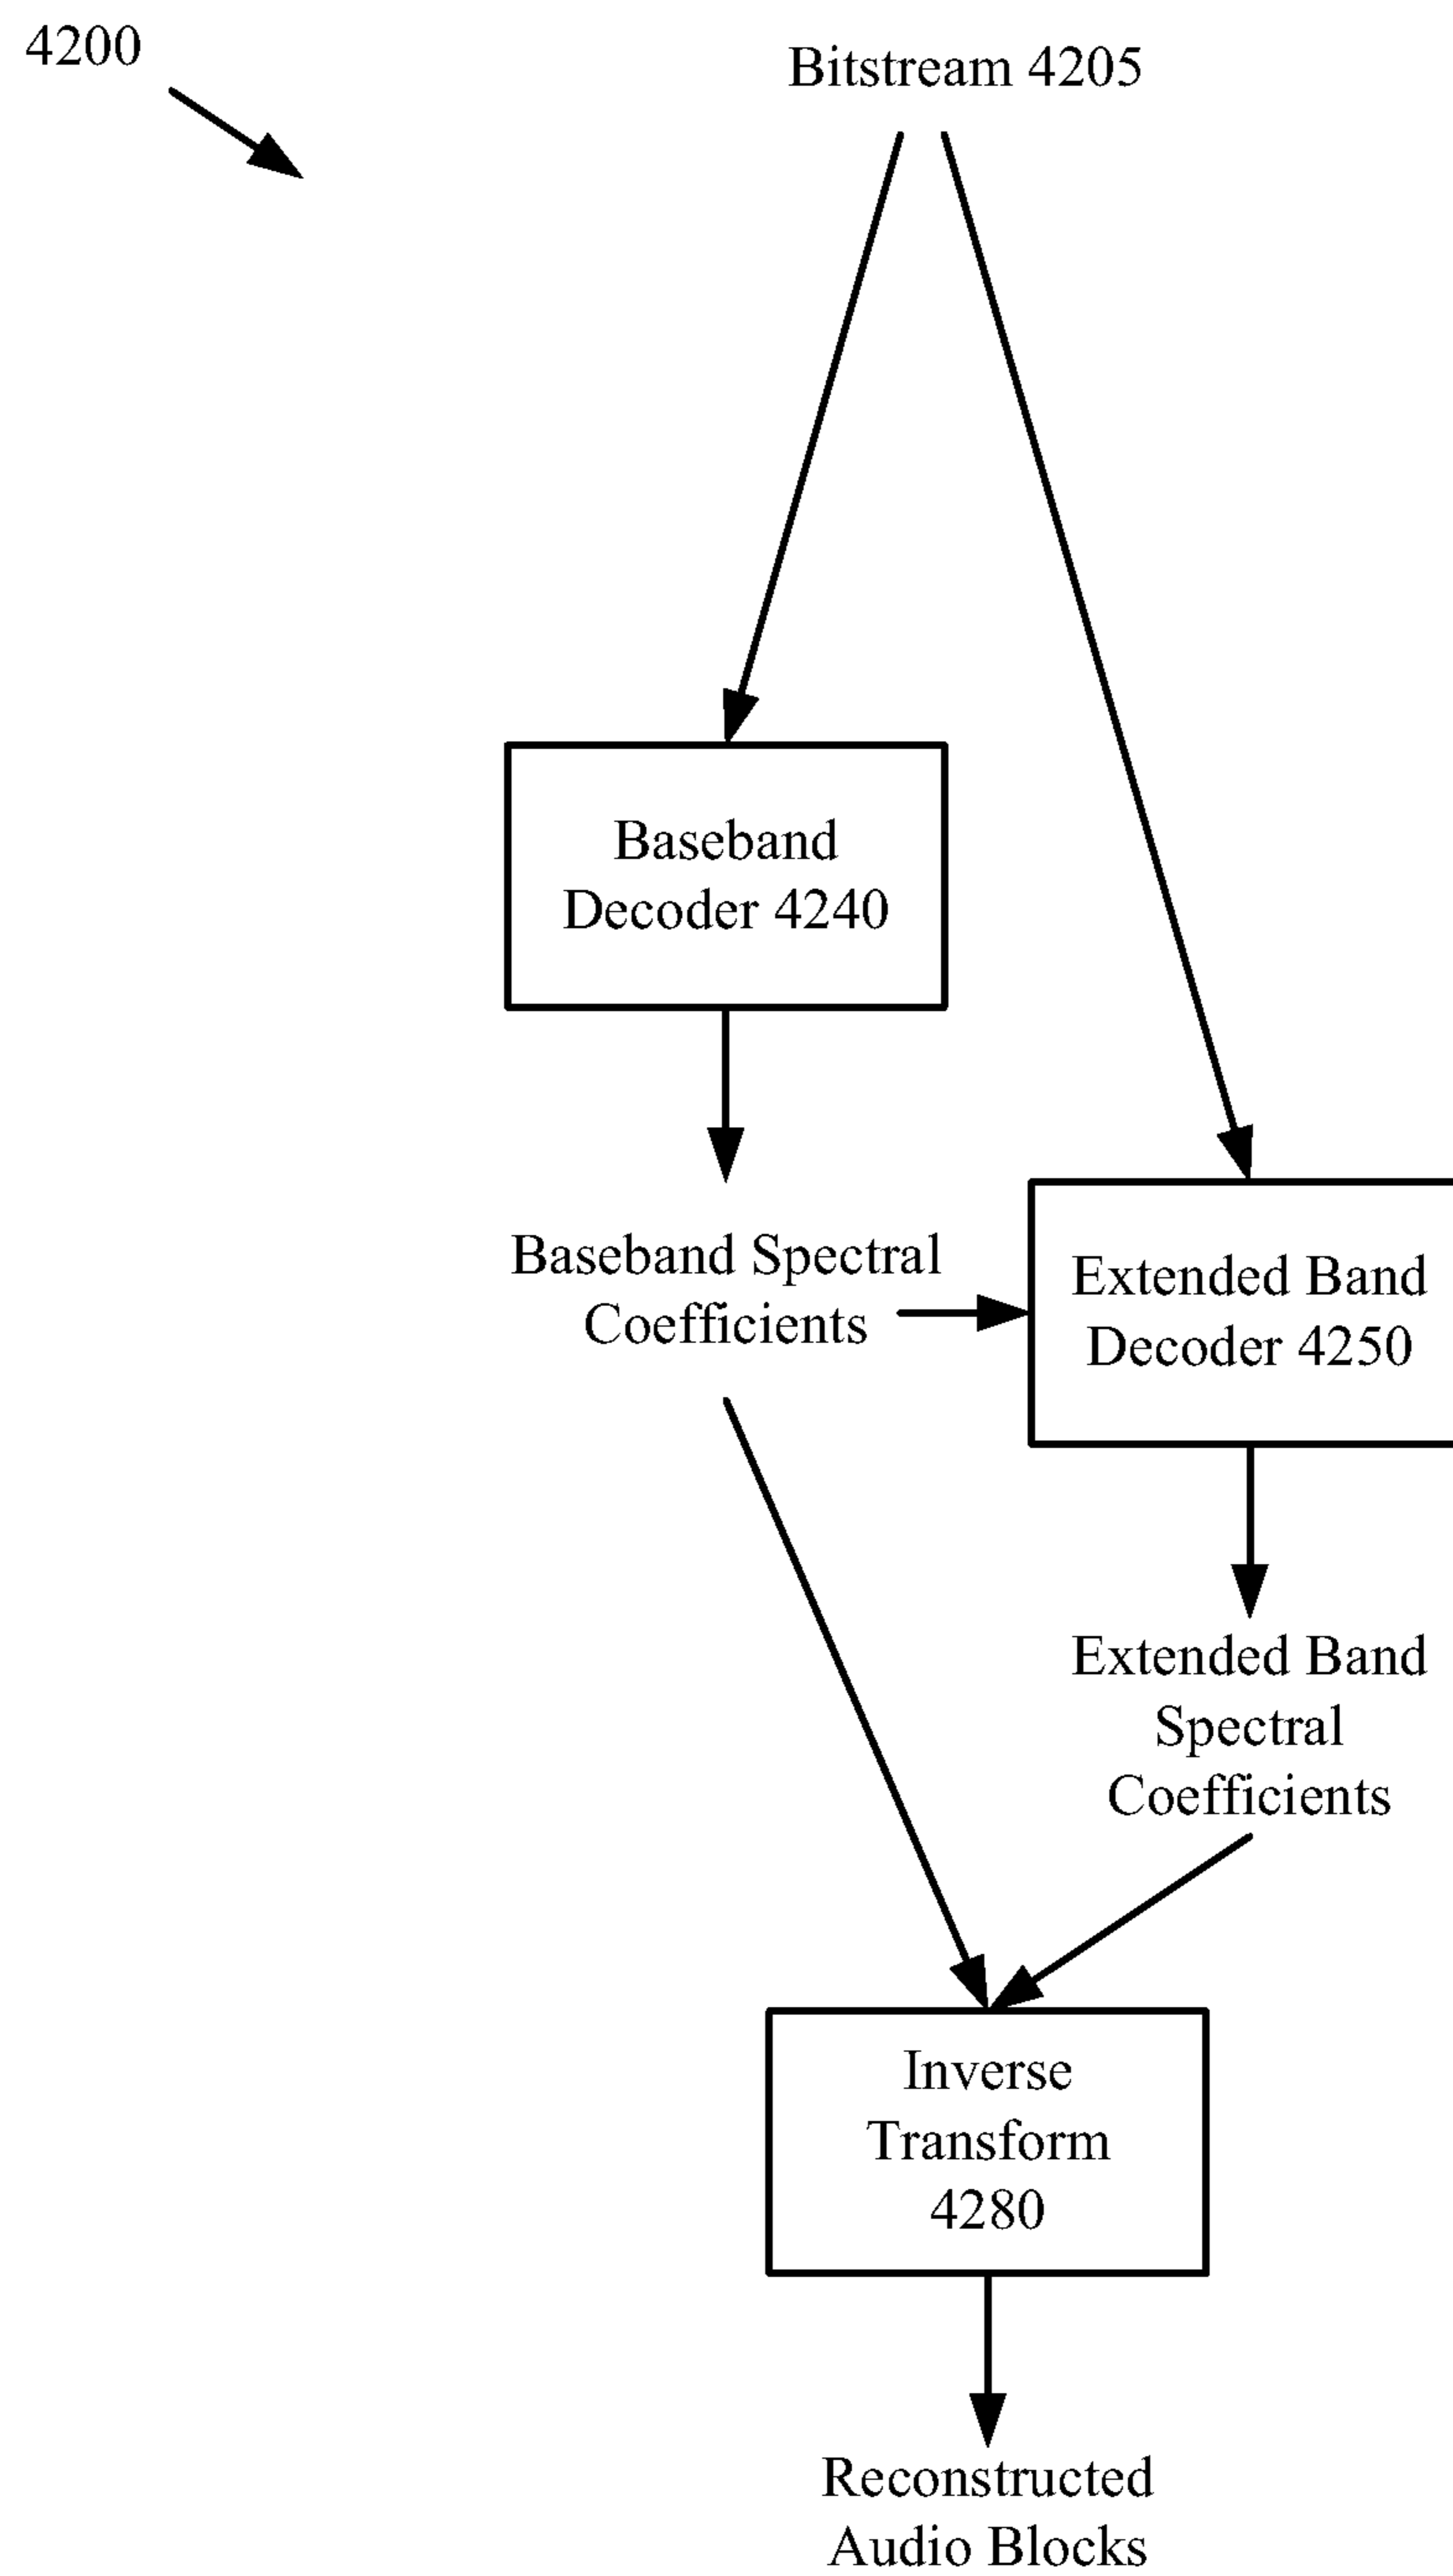 4200
Bitstream 4205
Baseband
Decoder 4240
Baseband Spectral
Coefficients
Extended Band
Decoder 4250
Extended Band
Spectral
Coefficients
Inverse
Transform
4280
Reconstructed
Audio Blocks